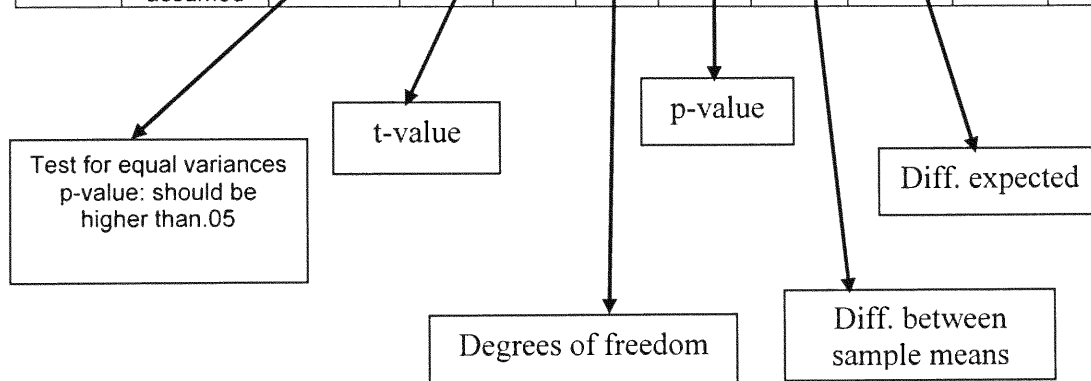 assumed
t-value
p-value
Test for equal variances
p-value: should be
higher than.05
Diff. expected
Degrees of freedom
Diff. between
sample means